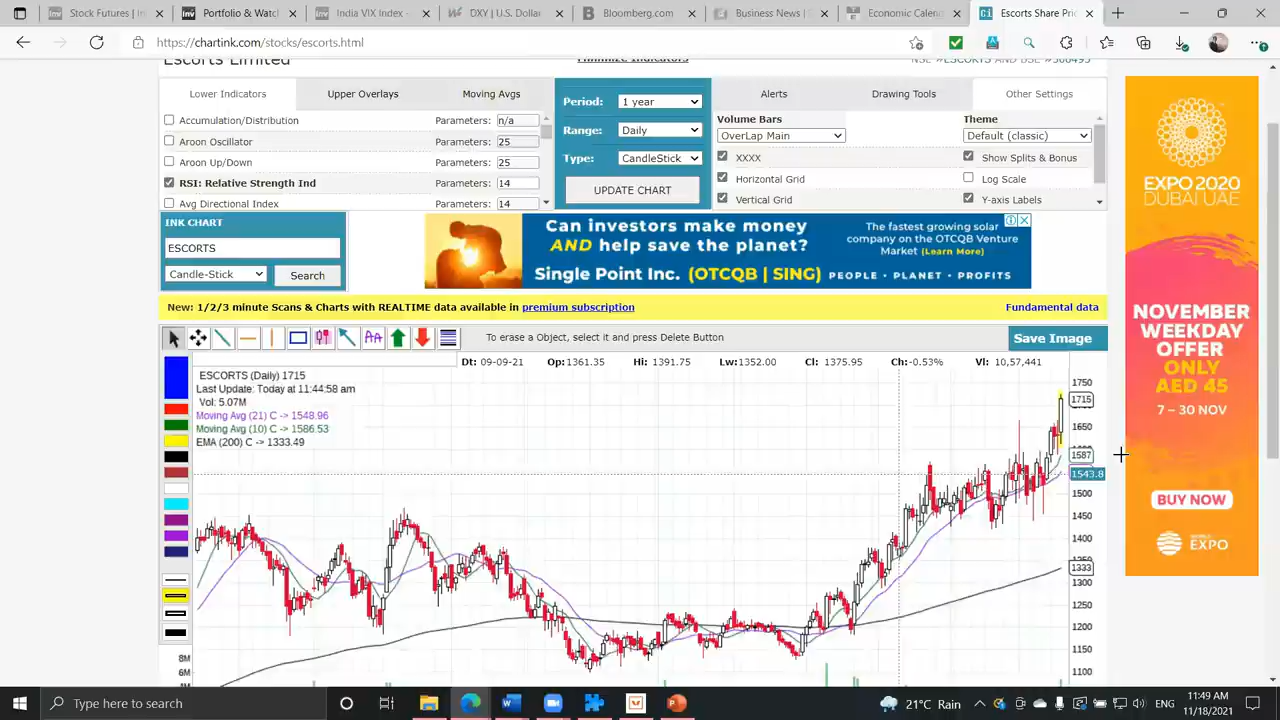 Portfolio & Wat
Stock Futures | In
India VIX Index -
DXY | U.S. Dollar
Bloomberg.com
Business News |
Economic Calend
Escorts Share Pri
https://chartink.com/stocks/escorts.html
Escorts Limited
Minimize Indicators
Lower Indicators
Upper Overlays
Moving Avgs
Accumulation/Distribution
Parameters: n/a
Aroon Oscillator
Parameters: 25
Aroon Up/Down
Parameters: 25
RSI: Relative Strength Ind
Parameters: 14
Avg Directional Index
Parameters: 14
Period: 1 year
Range: Daily
Type: CandleStick
UPDATE CHART
Alerts
Drawing Tools
Other Settings
Volume Bars
OverLap Main
XXXX
Horizontal Grid
Vertical Grid
Theme
Default (classic)
Show Splits & Bonus
Log Scale
Y-axis Labels
INK CHART
ESCORTS
Candle-Stick
Search
Can investors make money
AND help save the planet?
Single Point Inc. (OTCQB | SING)
The fastest growing solar
company on the OTCQB Venture
Market (Learn More)
PEOPLE · PLANET · PROFITS
New: 1/2/3 minute Scans & Charts with REALTIME data available in premium subscription
Fundamental data
To erase a Object, select it and press Delete Button
Save Image
Dt: 09-09-21 Op:1361.35 Hi: 1391.75 Lw:1352.00 Cl: 1375.95 Ch:-0.53% Vl: 10,57,441
ESCORTS (Daily) 1715
Last Update: Today at 11:44:58 am
Vol: 5.07M
Moving Avg (21) C -> 1548.96
Moving Avg (10) C -> 1586.53
EMA (200) C -> 1333.49
1750
1715
1650
1587
1543.8
1500
1450
1400
1350
1333
1300
1250
1200
1150
1100
8M
6M
EXPO 2020
DUBAI UAE
NOVEMBER
WEEKDAY
OFFER
ONLY
AED 45
7 – 30 NOV
BUY NOW
WORLD
EXPO
Type here to search
21°C Rain
ENG
11:49 AM
11/18/2021